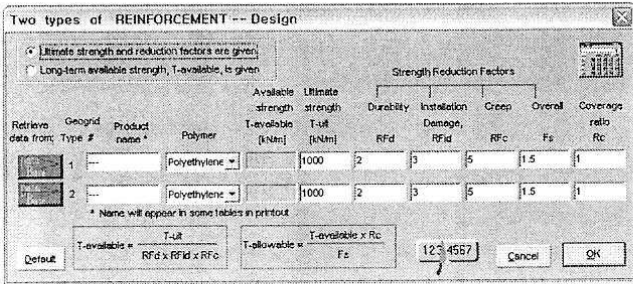 Two types of REINFORCEMENT -- Design
Ultimate strength and reduction factors are given
Long-term available strength, T-available, is given
Strength Reduction Factors
Available strength T-available [kN/m]
Ultimate strength T-ult [kN/m]
Durability RFd
Installation Damage, RFid
Creep RFc
Overall Fs
Coverage ratio Rc
Retrieve data from:
Geogrid Type #
Product name *
Polymer
1 --- Polyethylene 1000 2 3 5 1.5 1
2 --- Polyethylene 1000 2 3 5 1.5 1
* Name will appear in some tables in printout
Default
T-available = T-ult / RFd x RFid x RFc
T-allowable = T-available x Rc / Fs
123 4567
Cancel
OK